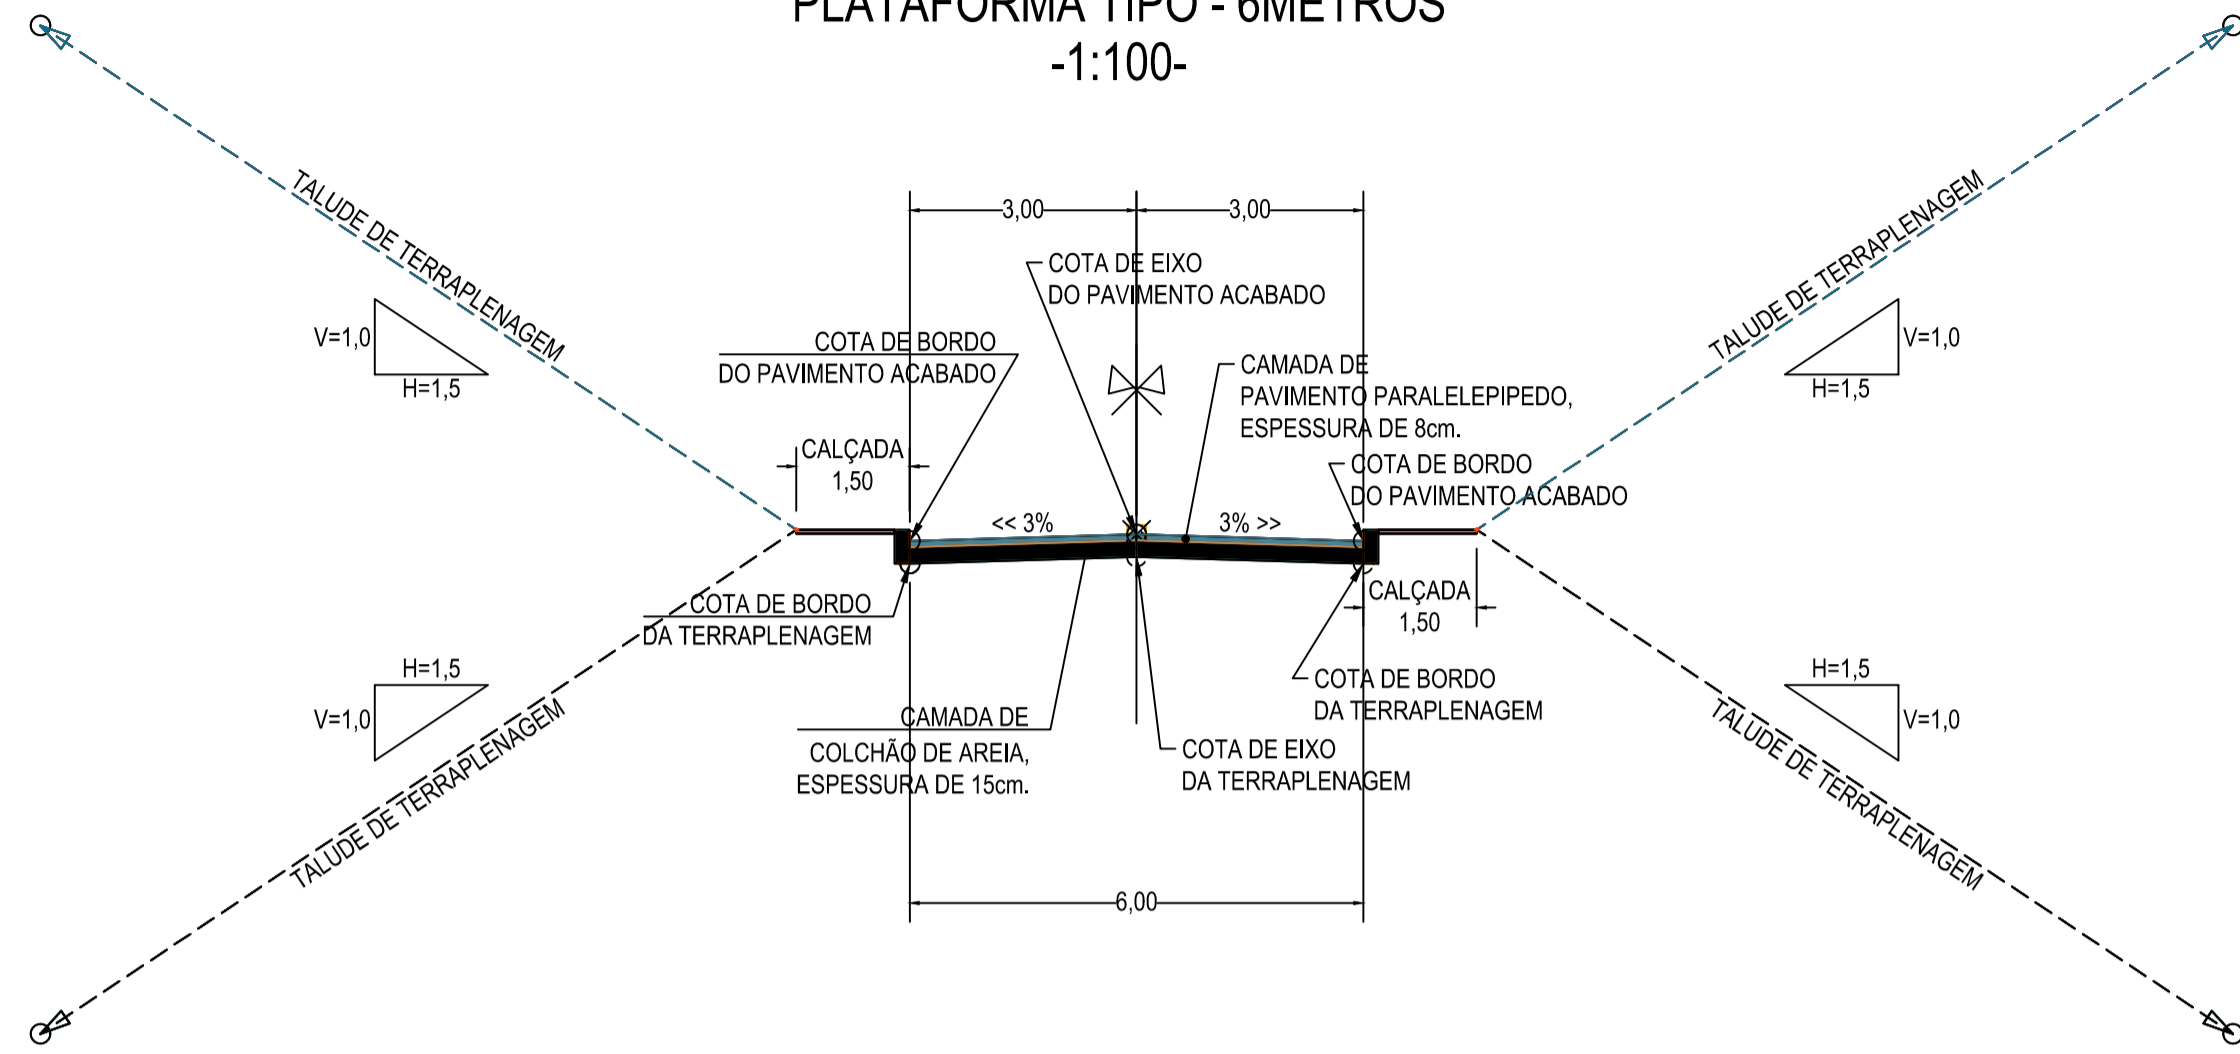 PLATAFORMA TIPO - 6METROS
-1:100-
TALUDE DE TERRAPLENAGEM
TALUDE DE TERRAPLENAGEM
3,00
3,00
COTA DE EIXO
DO PAVIMENTO ACABADO
V=1,0
H=1,5
COTA DE BORDO
DO PAVIMENTO ACABADO
CAMADA DE
PAVIMENTO PARALELEPIPEDO,
ESPESSURA DE 8cm.
V=1,0
H=1,5
CALÇADA
1,50
COTA DE BORDO
DO PAVIMENTO ACABADO
<< 3%
3% >>
COTA DE BORDO
DA TERRAPLENAGEM
CALÇADA
1,50
H=1,5
V=1,0
COTA DE BORDO
DA TERRAPLENAGEM
H=1,5
V=1,0
CAMADA DE
COLCHÃO DE AREIA,
ESPESSURA DE 15cm.
COTA DE EIXO
DA TERRAPLENAGEM
TALUDE DE TERRAPLENAGEM
TALUDE DE TERRAPLENAGEM
6,00